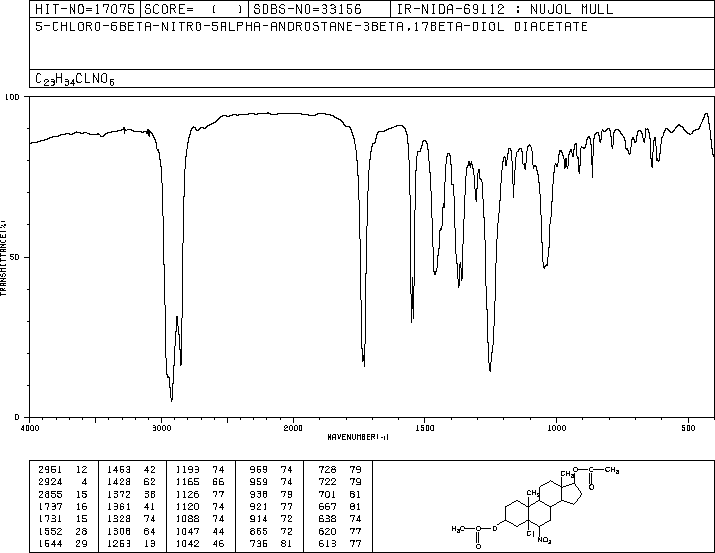 HIT-NO=17075 SCORE= ( ) SDBS-NO=33156 IR-NIDA-69112 : NUJOL MULL
5-CHLORO-6BETA-NITRO-5ALPHA-ANDROSTANE-3BETA,17BETA-DIOL DIACETATE
C23H34CLNO6
100
50
0
TRANSMITTANCE(%)
4000 3000 2000 1500 1000 500
WAVENUMBER(-1)
2961 12 1463 42 1193 74 969 74 728 79
2924 4 1428 62 1165 66 959 74 722 79
2855 15 1372 38 1126 77 938 79 701 81
1737 16 1361 41 1120 74 921 77 667 81
1731 15 1328 74 1088 74 914 72 638 74
1552 28 1308 64 1047 44 865 72 620 77
1544 29 1263 13 1042 46 736 81 613 77
CH3 O C CH3
O
CH3
H3C C O
O
Cl
NO2